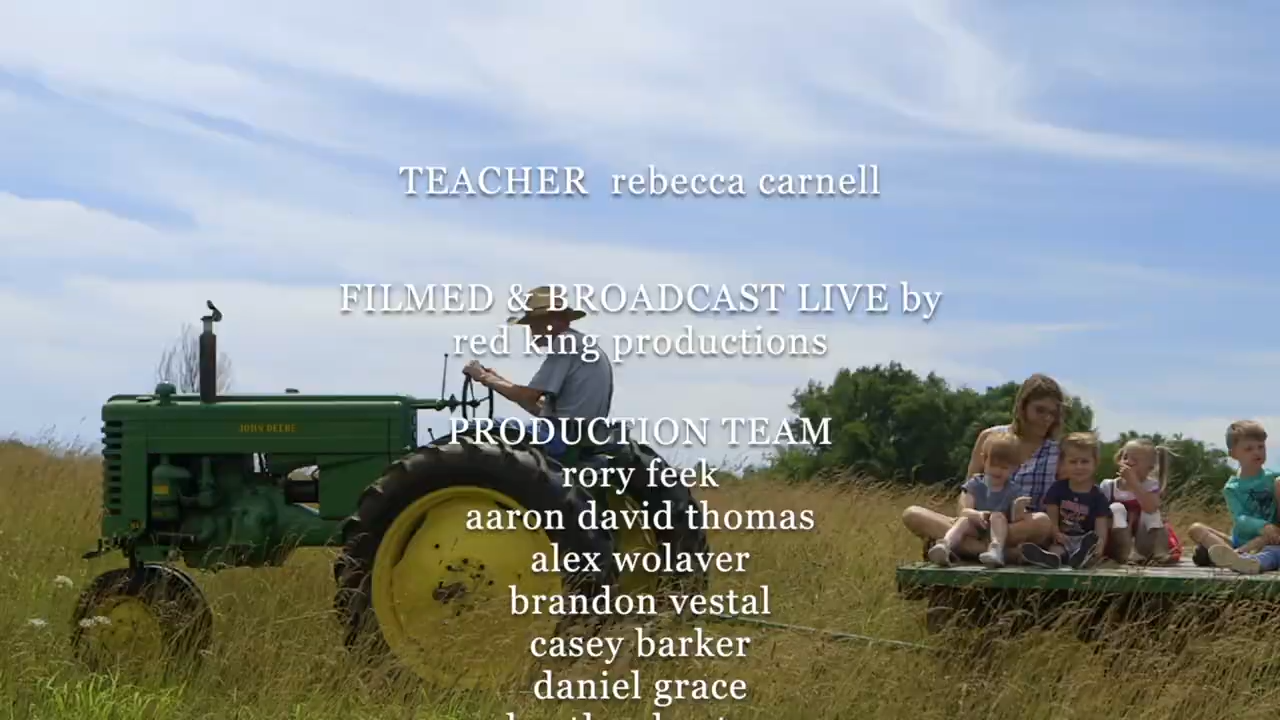 TEACHER rebecca carnell
FILMED & BROADCAST LIVE by
red king productions
JOHN DEERE
PRODUCTION TEAM
rory feek
aaron david thomas
alex wolaver
brandon vestal
casey barker
daniel grace